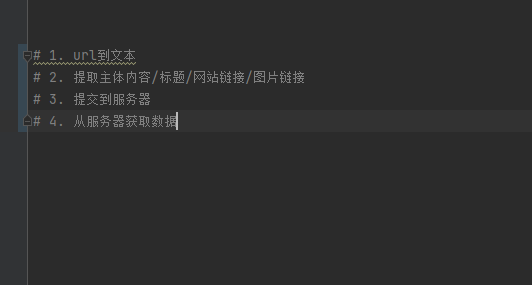 # 1. url到文本
# 2. 提取主体内容/标题/网站链接/图片链接
# 3. 提交到服务器
# 4. 从服务器获取数据